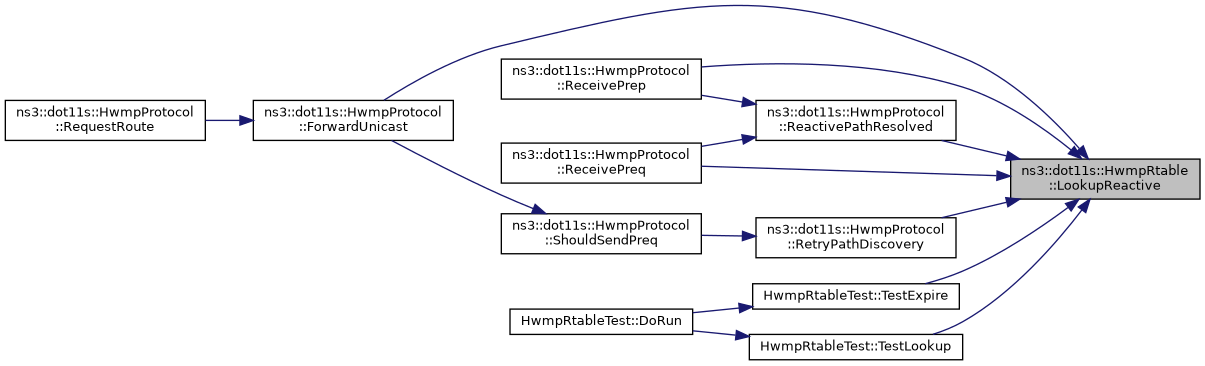 ns3::dot11s::HwmpProtocol
::RequestRoute
ns3::dot11s::HwmpProtocol
::ForwardUnicast
ns3::dot11s::HwmpProtocol
::ReceivePrep
ns3::dot11s::HwmpProtocol
::ReceivePreq
ns3::dot11s::HwmpProtocol
::ShouldSendPreq
HwmpRtableTest::DoRun
ns3::dot11s::HwmpProtocol
::ReactivePathResolved
ns3::dot11s::HwmpProtocol
::RetryPathDiscovery
HwmpRtableTest::TestExpire
HwmpRtableTest::TestLookup
ns3::dot11s::HwmpRtable
::LookupReactive